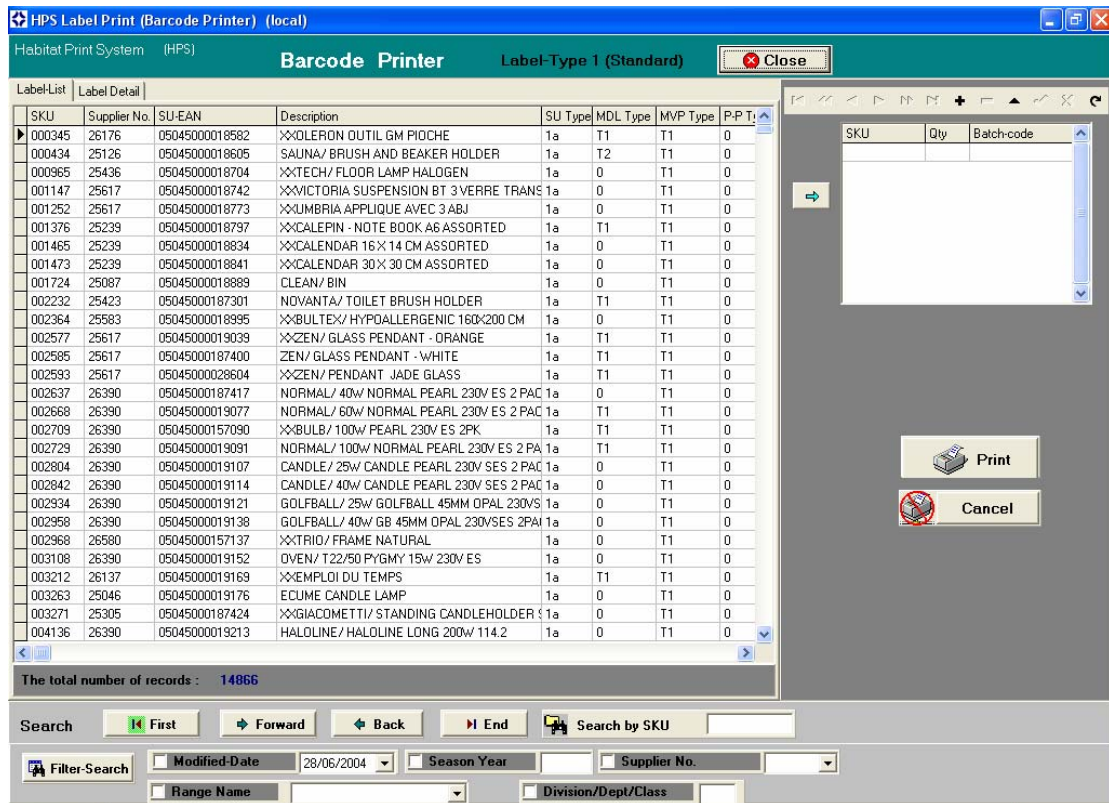 HPS Label Print (Barcode Printer) (local)
Habitat Print System (HPS) Barcode Printer Label-Type 1 (Standard) Close
Label-List Label Detail
SKU Supplier No. SU-EAN Description SU Type MDL Type MVP Type P-P Ty
000345 26176 05045000018582 XXOLERON OUTIL GM PIOCHE 1a T1 T1 0
000434 25126 05045000018605 SAUNA/ BRUSH AND BEAKER HOLDER 1a T2 T1 0
000965 25436 05045000018704 XXTECH/ FLOOR LAMP HALOGEN 1a 0 T1 0
001147 25617 05045000018742 XXVICTORIA SUSPENSION BT 3 VERRE TRANS 1a 0 T1 0
001252 25617 05045000018773 XXUMBRIA APPLIQUE AVEC 3 ABJ 1a 0 T1 0
001376 25239 05045000018797 XXCALEPIN - NOTE BOOK A6 ASSORTED 1a T1 T1 0
001465 25239 05045000018834 XXCALENDAR 16 X 14 CM ASSORTED 1a 0 T1 0
001473 25239 05045000018841 XXCALENDAR 30 X 30 CM ASSORTED 1a 0 T1 0
001724 25087 05045000018889 CLEAN/ BIN 1a 0 T1 0
002232 25423 05045000187301 NOVANTA/ TOILET BRUSH HOLDER 1a T1 T1 0
002364 25583 05045000018995 XXBULTEX/ HYPOALLERGENIC 160X200 CM 1a 0 T1 0
002577 25617 05045000019039 XXZEN/ GLASS PENDANT - ORANGE 1a T1 T1 0
002585 25617 05045000187400 ZEN/ GLASS PENDANT - WHITE 1a T1 T1 0
002593 25617 05045000028604 XXZEN/ PENDANT JADE GLASS 1a T1 T1 0
002637 26390 05045000187417 NORMAL/ 40W NORMAL PEARL 230V ES 2 PAC 1a 0 T1 0
002668 26390 05045000019077 NORMAL/ 60W NORMAL PEARL 230V ES 2 PAC 1a T1 T1 0
002709 26390 05045000157090 XXBULB/ 100W PEARL 230V ES 2PK 1a T1 T1 0
002729 26390 05045000019091 NORMAL/ 100W NORMAL PEARL 230V ES 2 PA 1a T1 T1 0
002804 26390 05045000019107 CANDLE/ 25W CANDLE PEARL 230V SES 2 PAC 1a 0 T1 0
002842 26390 05045000019114 CANDLE/ 40W CANDLE PEARL 230V SES 2 PAC 1a 0 T1 0
002934 26390 05045000019121 GOLFBALL/ 25W GOLFBALL 45MM OPAL 230VS 1a 0 T1 0
002958 26390 05045000019138 GOLFBALL/ 40W GB 45MM OPAL 230VSES 2PA 1a 0 T1 0
002968 26580 05045000157137 XXTRIO/ FRAME NATURAL 1a 0 T1 0
003108 26390 05045000019152 OVEN/ T22/50 PYGMY 15W 230V ES 1a 0 T1 0
003212 26137 05045000019169 XXEMPLOI DU TEMPS 1a T1 T1 0
003263 25046 05045000019176 ECUME CANDLE LAMP 1a 0 T1 0
003271 25305 05045000187424 XXGIACOMETTI/ STANDING CANDLEHOLDER 1a 0 T1 0
004136 26390 05045000019213 HALOLINE/ HALOLINE LONG 200W 114.2 1a 0 T1 0
The total number of records : 14866
SKU Qty Batch-code
Print
Cancel
Search First Forward Back End Search by SKU
Filter-Search Modified-Date 28/06/2004 Season Year Supplier No.
Range Name Division/Dept/Class